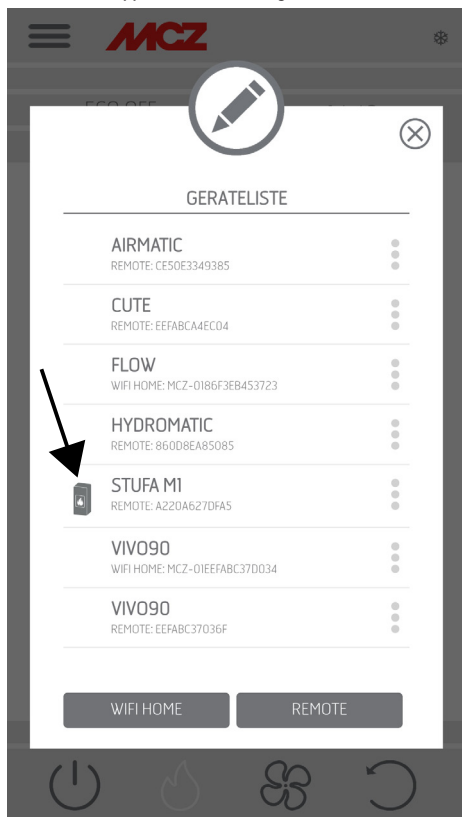 MCZ
GERATELISTE
AIRMATIC
REMOTE: CE50E3349385
CUTE
REMOTE: EEFABCA4EC04
FLOW
WIFI HOME: MCZ-0186F3EB453723
HYDROMATIC
REMOTE: 860D8EA85085
STUFA M1
REMOTE: A220A627DFA5
VIVO90
WIFI HOME: MCZ-01EEFABC37D034
VIVO90
REMOTE: EEFABC37036F
WIFI HOME
REMOTE